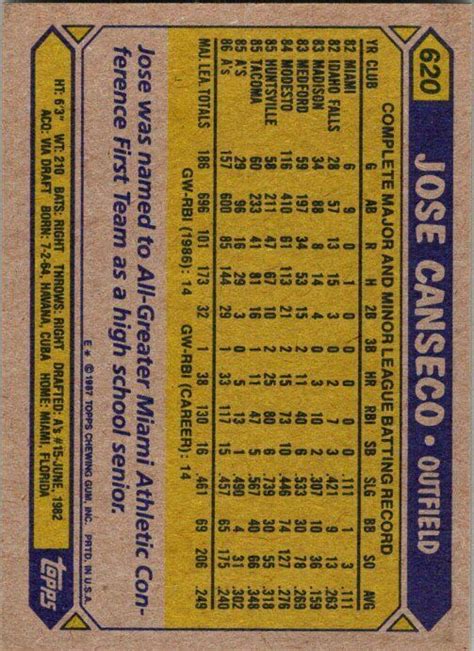 620 JOSE CANSECO • OUTFIELD
COMPLETE MAJOR AND MINOR LEAGUE BATTING RECORD
YR CLUB G AB R H 2B 3B HR RBI SB SLG BB SO AVG
82 MIAMI 6 9 0 1 0 0 0 0 0 .111 1 3 .111
82 IDAHO FALLS 28 57 13 15 3 0 2 7 3 .421 9 13 .263
83 MADISON 34 88 8 14 4 0 3 10 2 .307 10 36 .159
83 MEDFORD 59 197 34 53 15 2 11 40 .269
84 MODESTO 116 410 61 113 21 2 15 73 10 .276
85 HUNTSVILLE 58 211 47 67 10 2 25 80 6 .739 30 55 .318
85 TACOMA 60 233 41 81 16 1 11 47 5 .348
85 A'S 29 96 16 29 3 0 5 13 1 .490 4 31 .302
86 A'S 157 600 85 144 29 1 33 117 15 .457 65 175 .240
MAJ. LEA. TOTALS 186 696 101 173 32 1 38 130 16 .461 69 206 .249
GW-RBI (1986): 14 GW-RBI (CAREER): 14
Jose was named to All-Greater Miami Athletic Con-
ference First Team as a high school senior.
E* © 1987 TOPPS CHEWING GUM, INC. PRTD. IN U.S.A.
HT: 6'3" WT: 210 BATS: RIGHT THROWS: RIGHT DRAFTED: A's #15-JUNE, 1982
ACQ: VIA DRAFT BORN: 7-2-64, HAVANA, CUBA HOME: MIAMI, FLORIDA
TOPPS